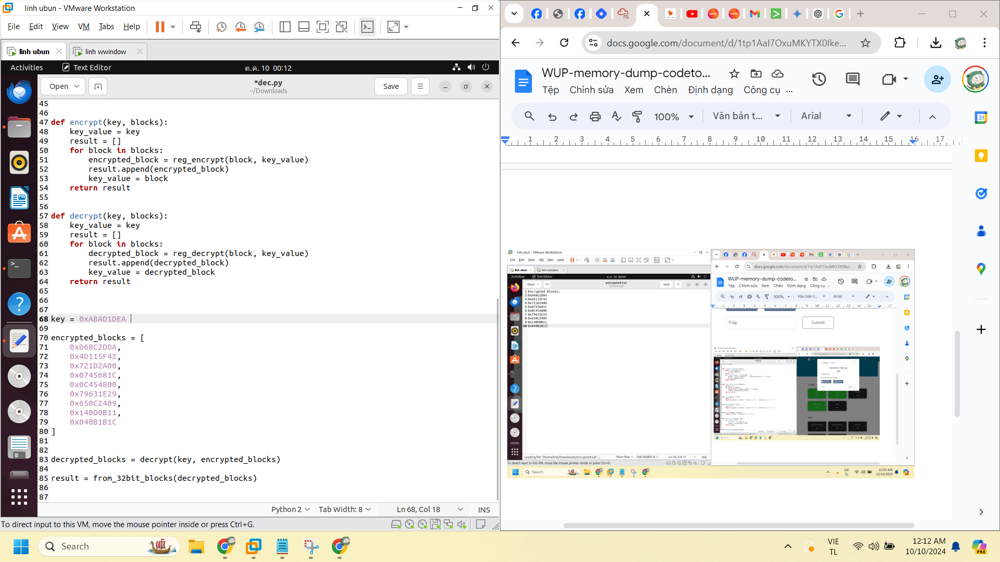 linh ubun - VMware Workstation
File Edit View VM Tabs Help
linh ubun
linh wwindow
Activities Text Editor ต.ค. 10 00:12
Open *dec.py Save
~/Downloads
45
46
47 def encrypt(key, blocks):
48 key_value = key
49 result = []
50 for block in blocks:
51 encrypted_block = reg_encrypt(block, key_value)
52 result.append(encrypted_block)
53 key_value = block
54 return result
55
56
57 def decrypt(key, blocks):
58 key_value = key
59 result = []
60 for block in blocks:
61 decrypted_block = reg_decrypt(block, key_value)
62 result.append(decrypted_block)
63 key_value = decrypted_block
64 return result
65
66
67
68 key = 0xABAD1DEA
69
70 encrypted_blocks = [
71 0xD68C2DDA,
72 0x4D115F42,
73 0x721D2A00,
74 0x0745681C,
75 0x0C454800,
76 0x79631E29,
77 0x650C2409,
78 0x140D0B11,
79 0x040B1B1C
80 ]
81
82
83 decrypted_blocks = decrypt(key, encrypted_blocks)
84
85 result = from_32bit_blocks(decrypted_blocks)
86
87
Python 2 Tab Width: 8 Ln 68, Col 18 INS
To direct input to this VM, move the mouse pointer inside or press Ctrl+G.
docs.google.com/document/d/1tp1Aal7OxuMKYTX0Ike...
WUP-memory-dump-codeto...
Tệp Chỉnh sửa Xem Chèn Định dạng Công cụ ...
100% Văn bản t... Arial
1 2 3 4 5 6 7 8 9 10 11 12 13 14 15 16 17
31
linh ubun - VMware Workstation
File Edit View VM Tabs Help
linh ubun linh wwindow
Activities Text Editor ต.ค. 10 00:05
Open encrypted.txt Save
~/Downloads
1 Encrypted Blocks:
2 0xD68C2DDA
3 0x4D115F42
4 0x721D2A00
5 0x0745681C
6 0x0C454800
7 0x79631E29
8 0x650C2409
9 0x140D0B11
10 0x040B1B1C
Loading file "/home/linh/Downloads/encrypted.txt"... Plain Text Tab Width: 8 Ln 10, Col 11 INS
To direct input to this VM, move the mouse pointer inside or press Ctrl+G.
docs.google.com/document/d/1tp1Aal7OxuMKYTX0Ike...
WUP-memory-dump-codeto...
Tệp Chỉnh sửa Xem Chèn Định dạng Công cụ ...
100% Văn bản t... Arial
Flag Submit
memory-dump
Search
VIE
TL
12:05 AM
10/10/2024
Search
VIE
TL
12:12 AM
10/10/2024
PRE